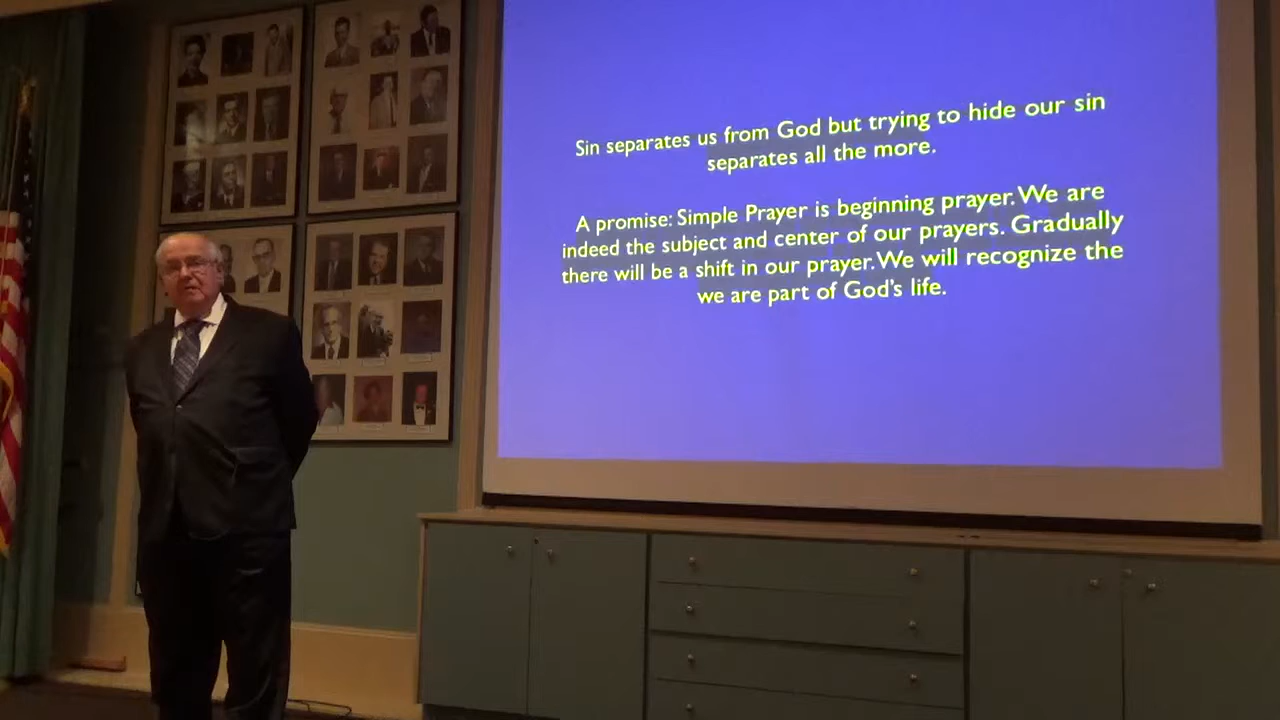 Sin separates us from God but trying to hide our sin
separates all the more.
A promise: Simple Prayer is beginning prayer. We are
indeed the subject and center of our prayers. Gradually
there will be a shift in our prayer. We will recognize the
we are part of God's life.